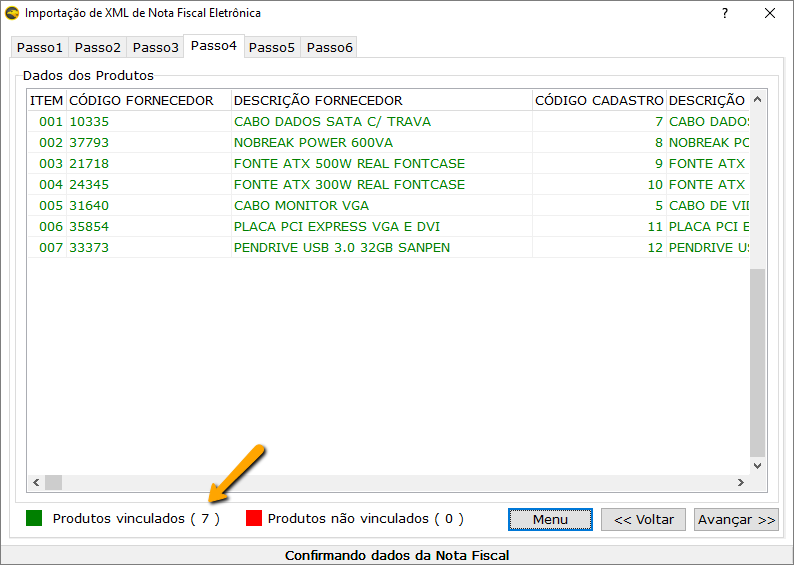 Importação de XML de Nota Fiscal Eletrônica ?
Passo1 Passo2 Passo3 Passo4 Passo5 Passo6
Dados dos Produtos
ITEM CÓDIGO FORNECEDOR DESCRIÇÃO FORNECEDOR CÓDIGO CADASTRO DESCRIÇÃO
001 10335 CABO DADOS SATA C/ TRAVA 7 CABO DADOS
002 37793 NOBREAK POWER 600VA 8 NOBREAK PO
003 21718 FONTE ATX 500W REAL FONTCASE 9 FONTE ATX
004 24345 FONTE ATX 300W REAL FONTCASE 10 FONTE ATX
005 31640 CABO MONITOR VGA 5 CABO DE VI
006 35854 PLACA PCI EXPRESS VGA E DVI 11 PLACA PCI E
007 33373 PENDRIVE USB 3.0 32GB SANPEN 12 PENDRIVE U
Produtos vinculados ( 7 ) Produtos não vinculados ( 0 ) Menu << Voltar Avançar >>
Confirmando dados da Nota Fiscal